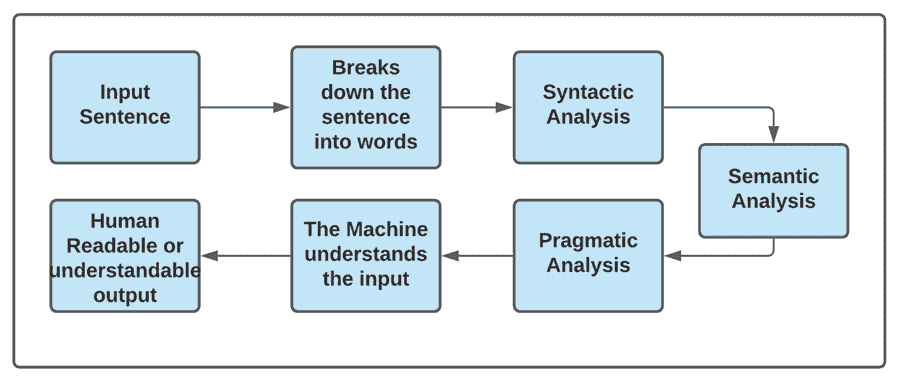 Input
Sentence
Breaks
down the
sentence
into words
Syntactic
Analysis
Semantic
Analysis
Pragmatic
Analysis
The Machine
understands
the input
Human
Readable or
understandable
output